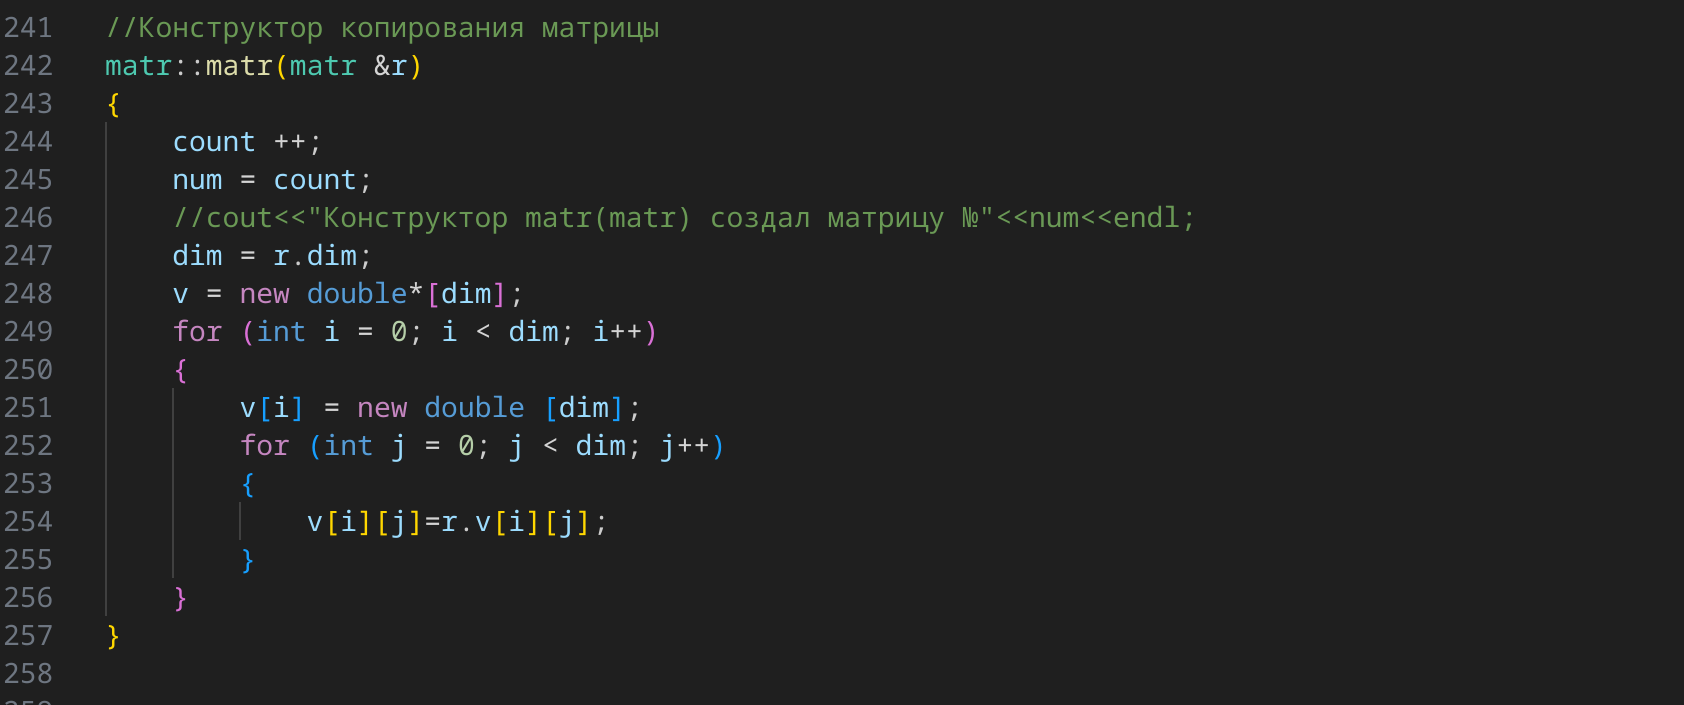 241 //Конструктор копирования матрицы
242 matr::matr(matr &r)
243 {
244 count ++;
245 num = count;
246 //cout<<"Конструктор matr(matr) создал матрицу №"<<num<<endl;
247 dim = r.dim;
248 v = new double*[dim];
249 for (int i = 0; i < dim; i++)
250 {
251 v[i] = new double [dim];
252 for (int j = 0; j < dim; j++)
253 {
254 v[i][j]=r.v[i][j];
255 }
256 }
257 }
258